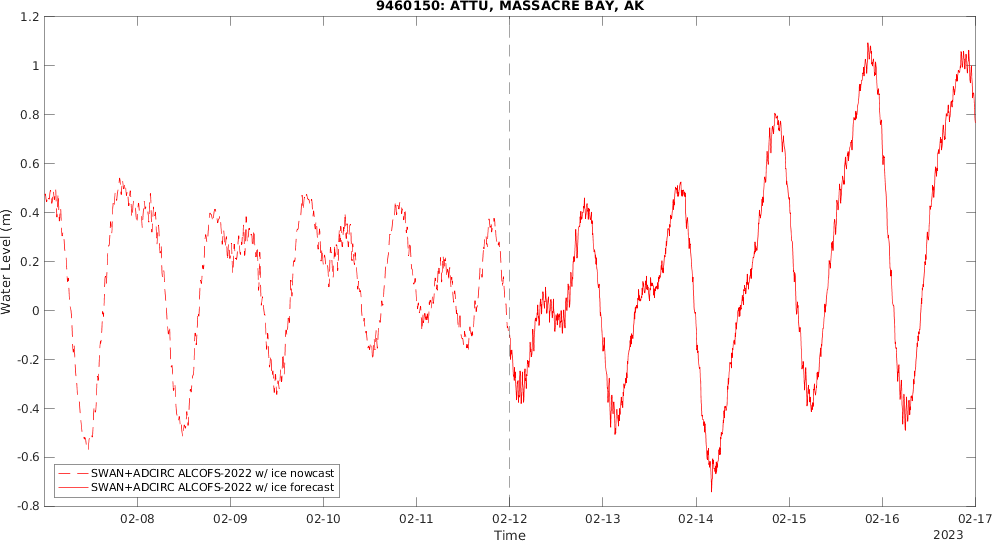 9460150: ATTU, MASSACRE BAY, AK
1.2
1
0.8
0.6
0.4
0.2
0
-0.2
-0.4
-0.6
-0.8
Water Level (m)
SWAN+ADCIRC ALCOFS-2022 w/ ice nowcast
SWAN+ADCIRC ALCOFS-2022 w/ ice forecast
02-08 02-09 02-10 02-11 02-12 02-13 02-14 02-15 02-16 02-17
Time
2023